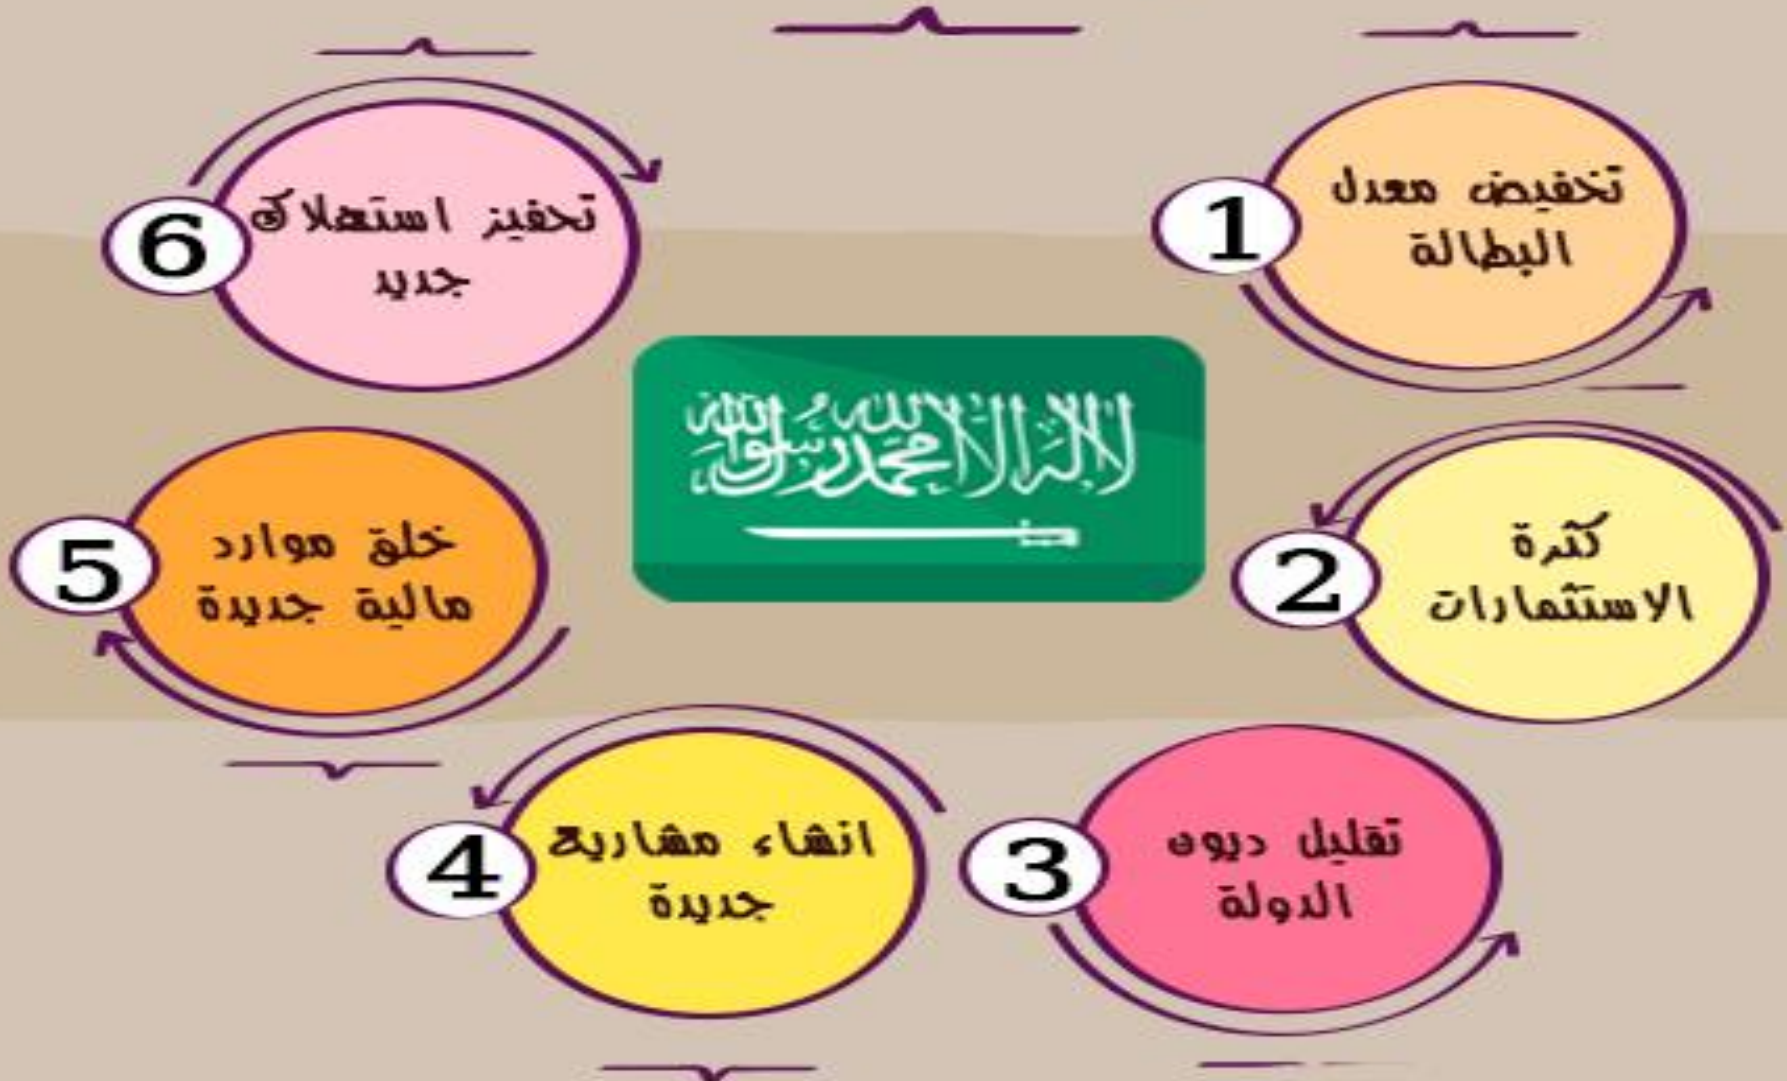 1
تخفيض معدل
البطالة
2
كثرة
الاستثمارات
3
تقليل ديون
الدولة
4
انشاء مشاريع
جديدة
5
خلق موارد
مالية جديدة
6
تحفيز استهلاك
جديد
لا إله إلا الله محمد رسول الله